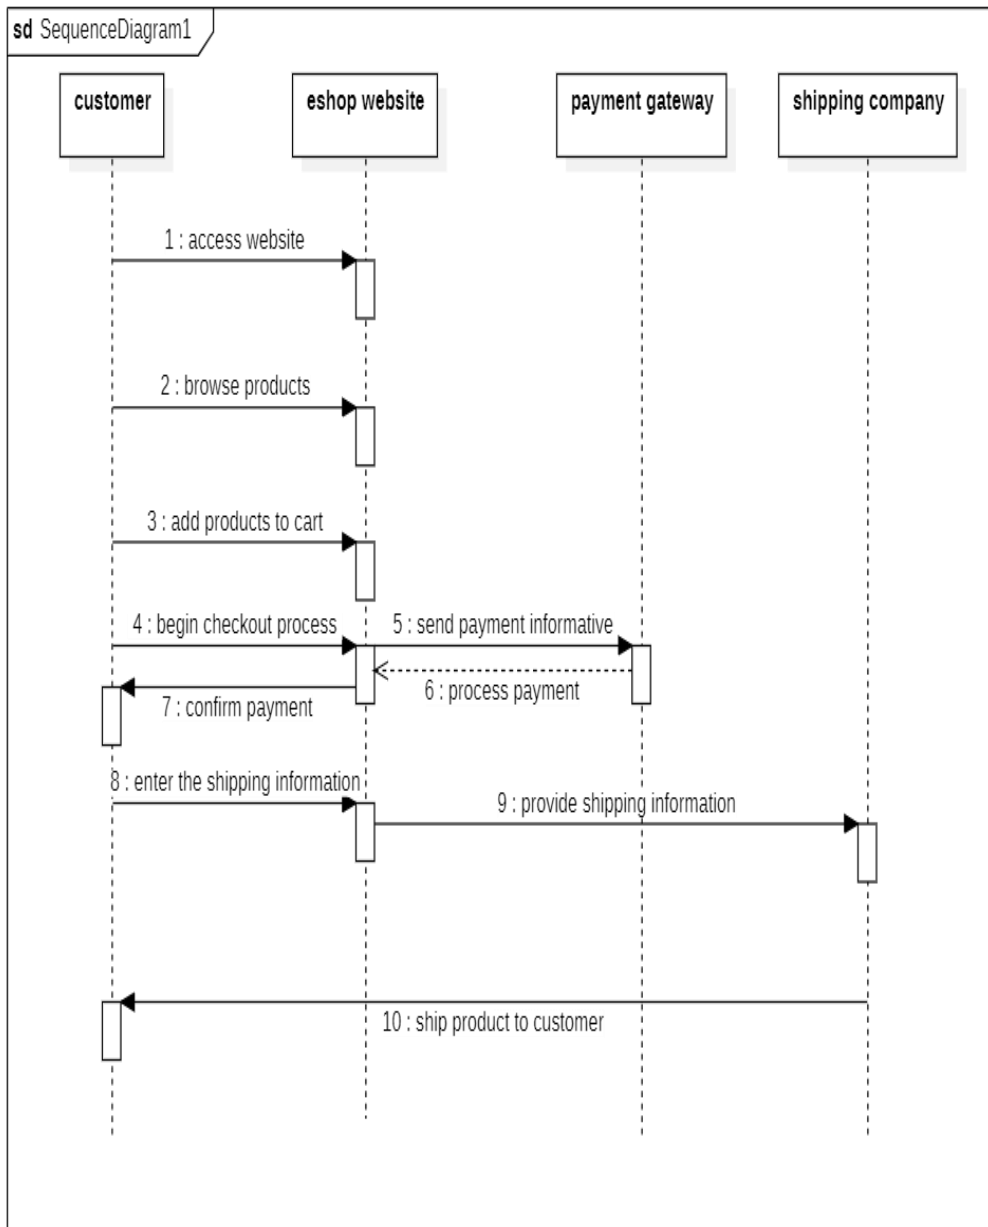 sd SequenceDiagram1
customer
eshop website
payment gateway
shipping company
1 : access website
2 : browse products
3 : add products to cart
4 : begin checkout process
5 : send payment informative
6 : process payment
7 : confirm payment
8 : enter the shipping information
9 : provide shipping information
10 : ship product to customer